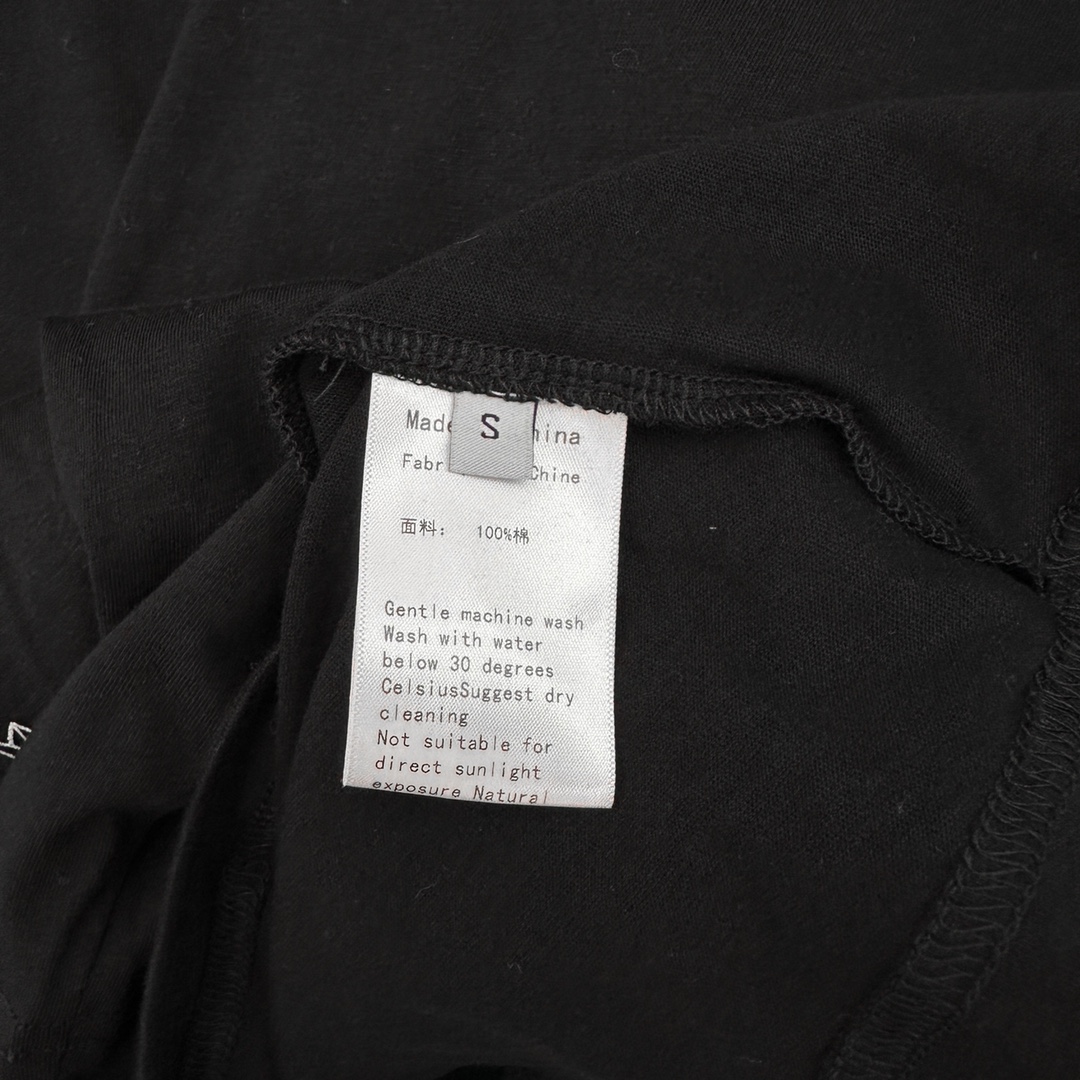 S
Made hina
Fabr Chine
面料: 100%棉
Gentle machine wash
Wash with water
below 30 degrees
CelsiusSuggest dry
cleaning
Not suitable for
direct sunlight
exposure Natural